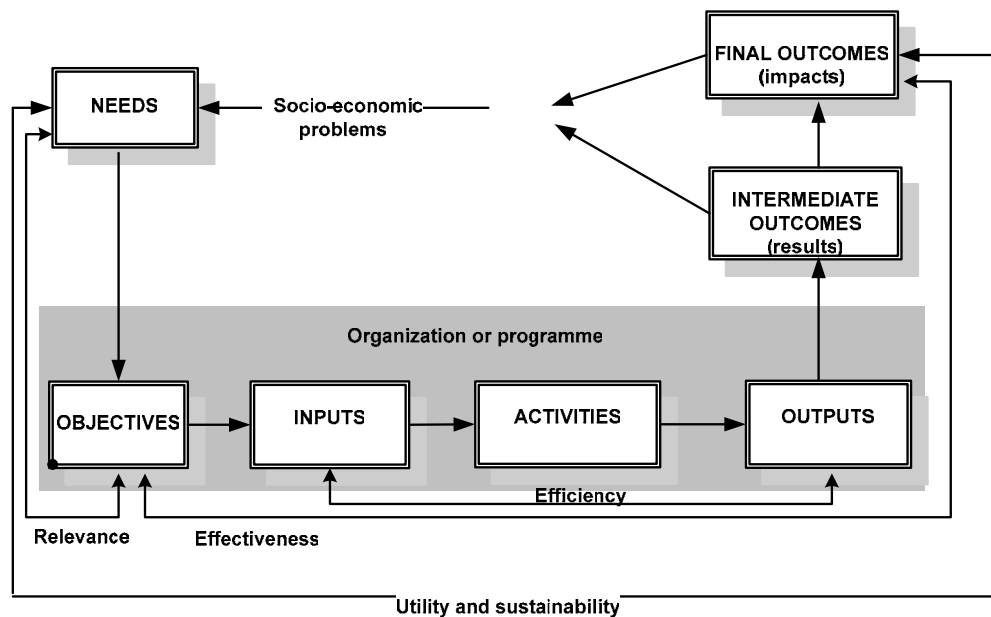 FINAL OUTCOMES
(impacts)
NEEDS
Socio-economic
problems
INTERMEDIATE
OUTCOMES
(results)
Organization or programme
OBJECTIVES
INPUTS
ACTIVITIES
OUTPUTS
Efficiency
Relevance
Effectiveness
Utility and sustainability